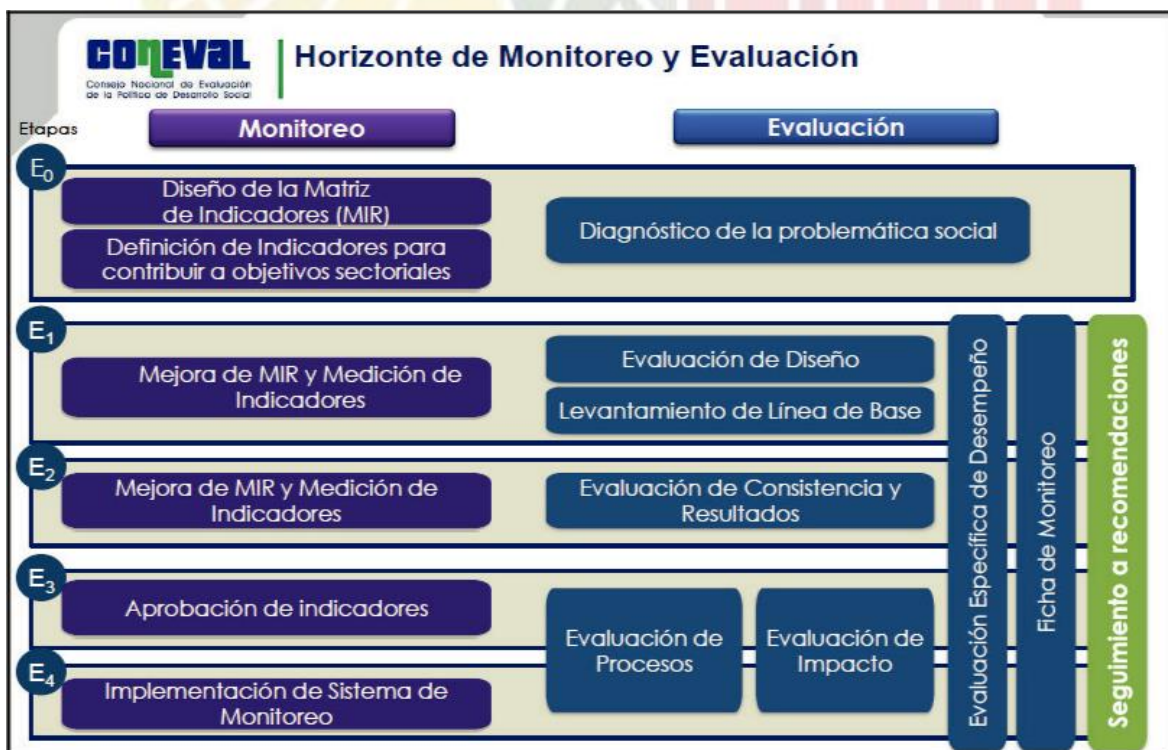 CONEVAL
Consejo Nacional de Evaluación
de la Política de Desarrollo Social
Horizonte de Monitoreo y Evaluación
Etapas
Monitoreo
Evaluación
E0
Diseño de la Matriz
de Indicadores (MIR)
Definición de Indicadores para
contribuir a objetivos sectoriales
Diagnóstico de la problemática social
E1
Mejora de MIR y Medición de
Indicadores
Evaluación de Diseño
Levantamiento de Línea de Base
E2
Mejora de MIR y Medición de
Indicadores
Evaluación de Consistencia y
Resultados
E3
Aprobación de indicadores
Evaluación de
Procesos
Evaluación de
Impacto
E4
Implementación de Sistema de
Monitoreo
Evaluación Específica de Desempeño
Ficha de Monitoreo
Seguimiento a recomendaciones